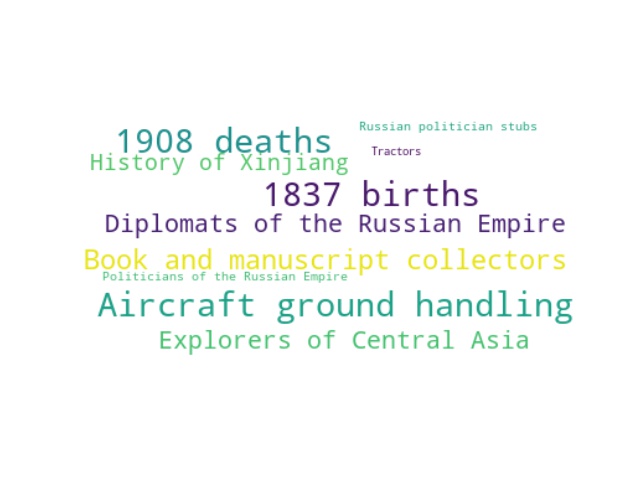 Russian politician stubs
1908 deaths
Tractors
History of Xinjiang
1837 births
Diplomats of the Russian Empire
Book and manuscript collectors
Politicians of the Russian Empire
Aircraft ground handling
Explorers of Central Asia